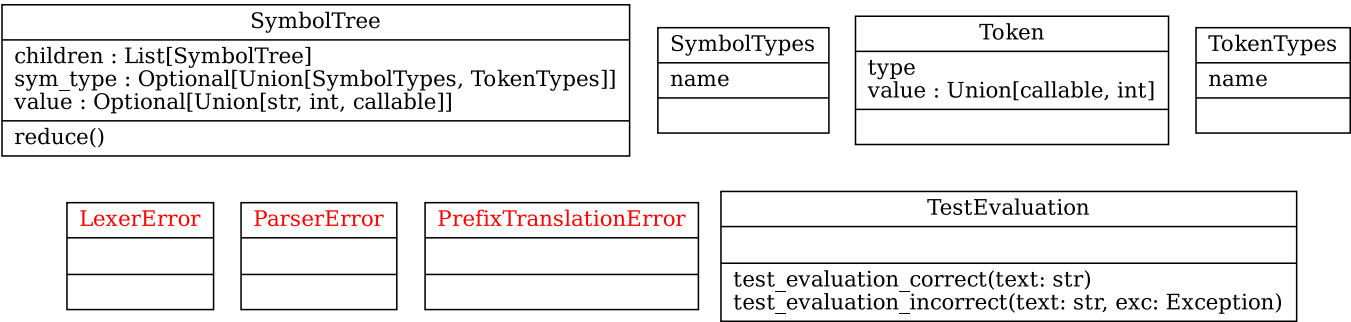 SymbolTree
children : List[SymbolTree]
sym_type : Optional[Union[SymbolTypes, TokenTypes]]
value : Optional[Union[str, int, callable]]
reduce()
SymbolTypes
name
Token
type
value : Union[callable, int]
TokenTypes
name
LexerError
ParserError
PrefixTranslationError
TestEvaluation
test_evaluation_correct(text: str)
test_evaluation_incorrect(text: str, exc: Exception)